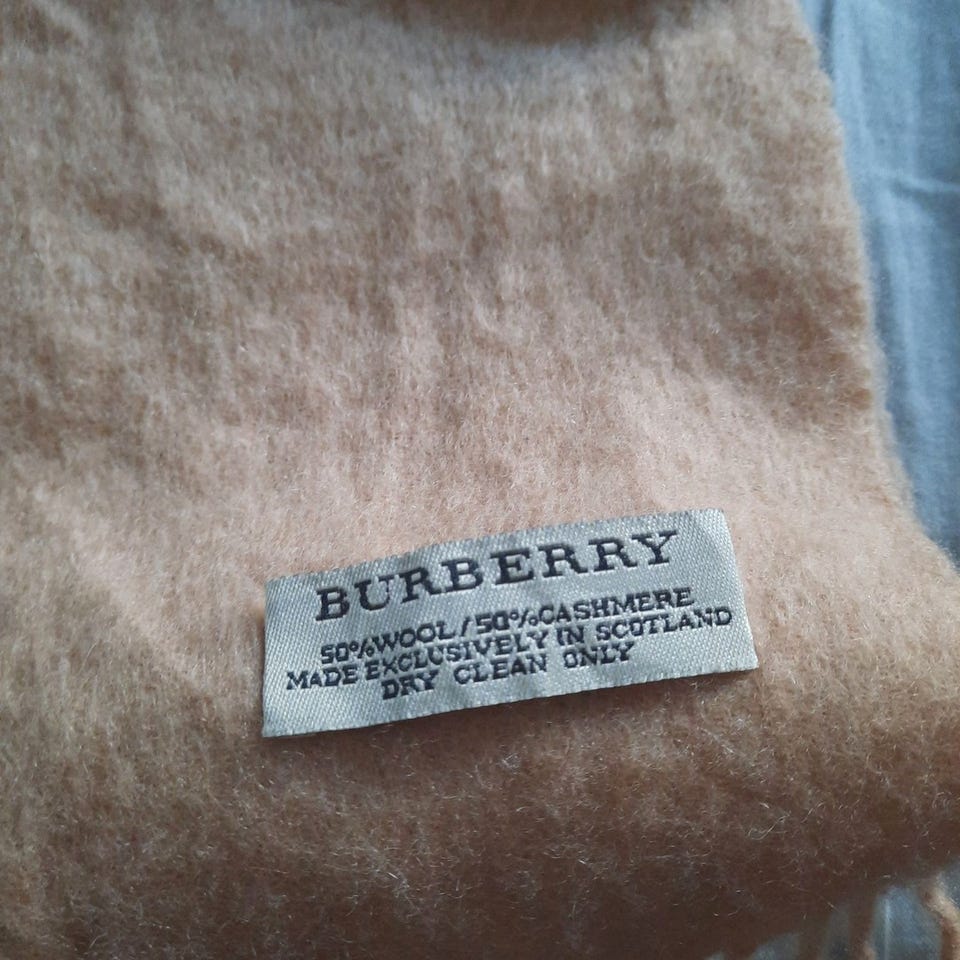 BURBERRY
50%WOOL/50%CASHMERE
MADE EXCLUSIVELY IN SCOTLAND
DRY CLEAN ONLY